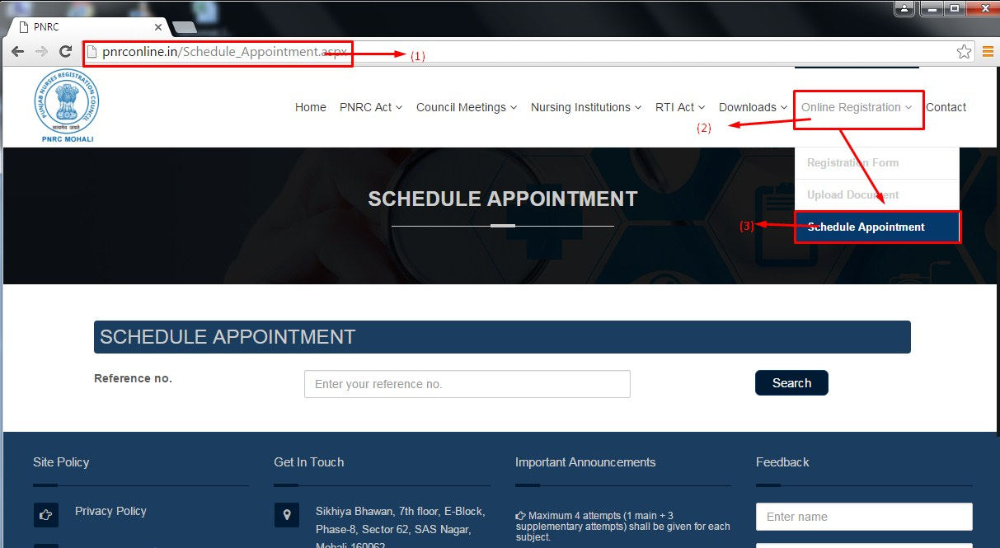 PNRC
pnrconline.in/Schedule_Appointment.aspx
(1)
PUNJAB NURSES REGISTRATION COUNCIL
सत्यमेव जयते
PNRC MOHALI
Home PNRC Act Council Meetings Nursing Institutions RTI Act Downloads Online Registration Contact
(2)
Registration Form
Upload Document
Schedule Appointment
(3)
SCHEDULE APPOINTMENT
SCHEDULE APPOINTMENT
Reference no. Enter your reference no. Search
Site Policy
Privacy Policy
Get In Touch
Sikhiya Bhawan, 7th floor, E-Block,
Phase-8, Sector 62, SAS Nagar,
Mohali 160062
Important Announcements
Maximum 4 attempts (1 main + 3
supplementary attempts) shall be given for each
subject.
Feedback
Enter name